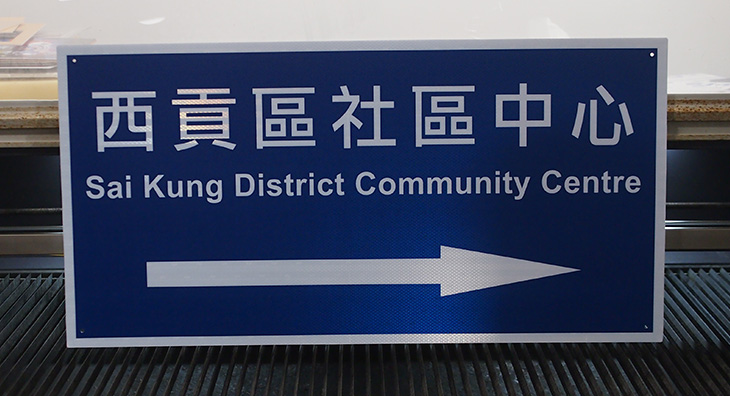 西貢區社區中心
Sai Kung District Community Centre